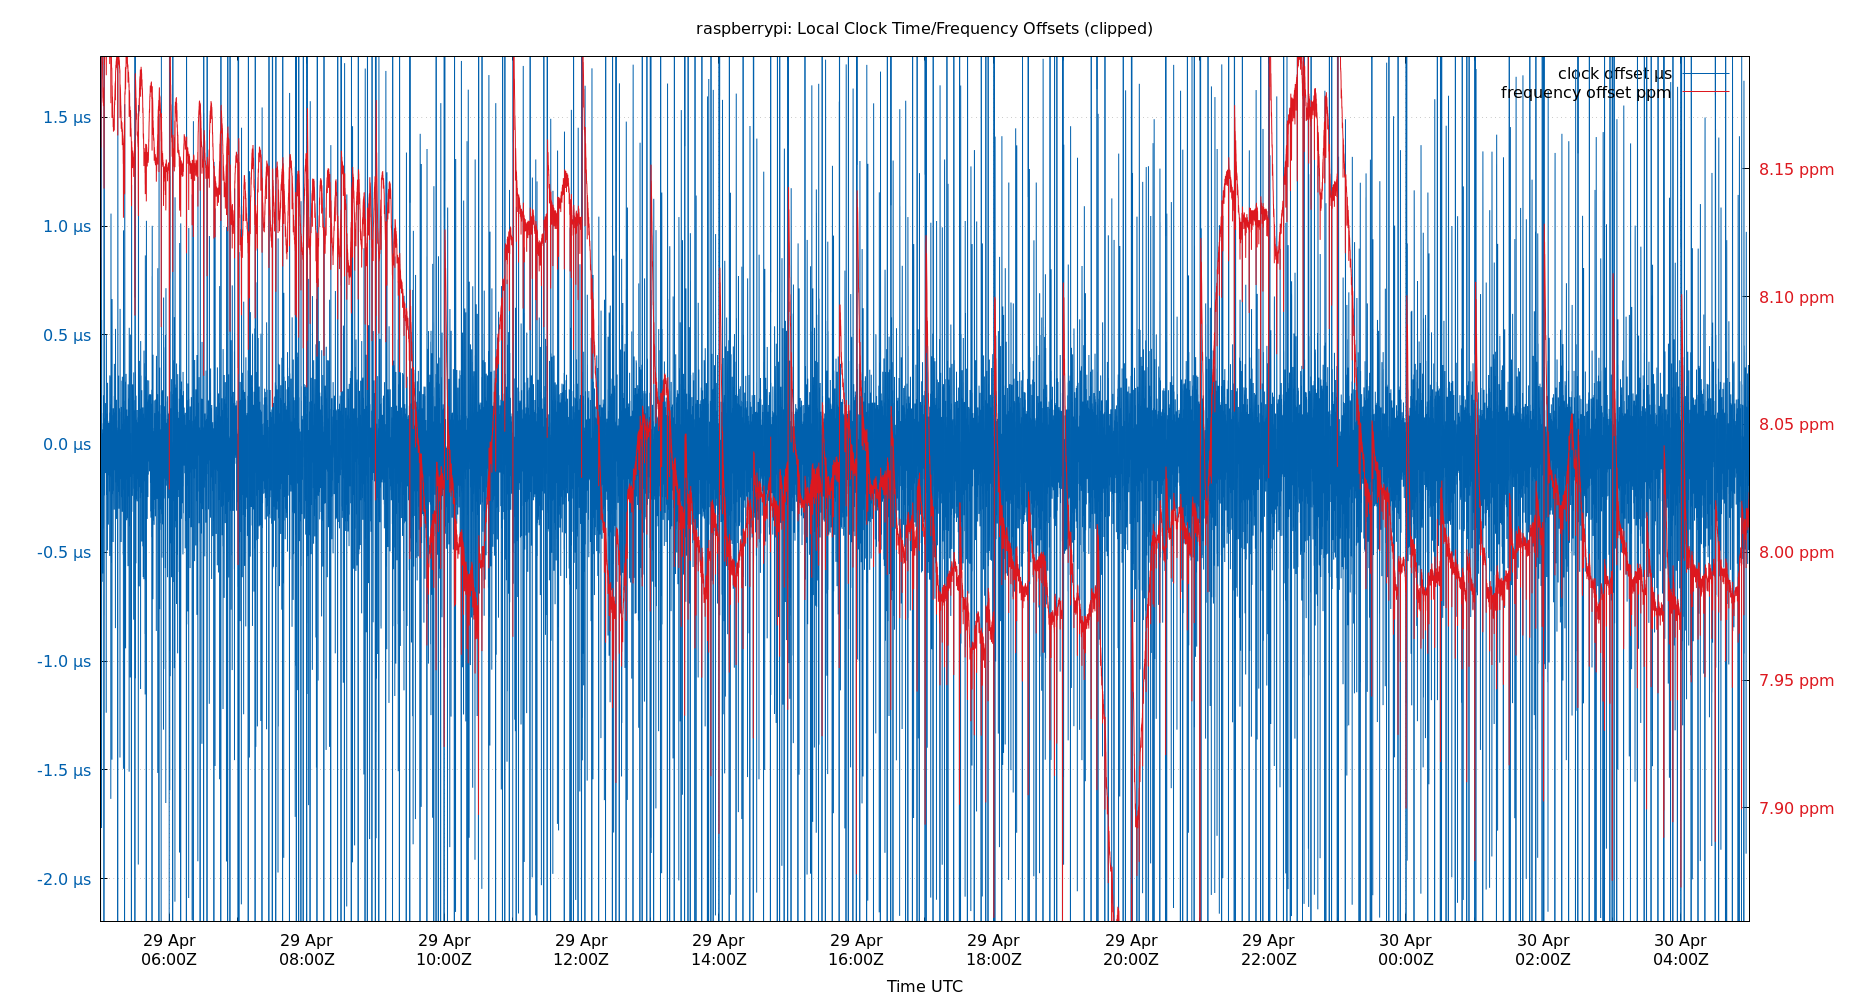 raspberrypi: Local Clock Time/Frequency Offsets (clipped)
clock offset µs
frequency offset ppm
1.5 µs
1.0 µs
0.5 µs
0.0 µs
-0.5 µs
-1.0 µs
-1.5 µs
-2.0 µs
8.15 ppm
8.10 ppm
8.05 ppm
8.00 ppm
7.95 ppm
7.90 ppm
29 Apr 29 Apr 29 Apr 29 Apr 29 Apr 29 Apr 29 Apr 29 Apr 29 Apr 30 Apr 30 Apr 30 Apr
06:00Z 08:00Z 10:00Z 12:00Z 14:00Z 16:00Z 18:00Z 20:00Z 22:00Z 00:00Z 02:00Z 04:00Z
Time UTC